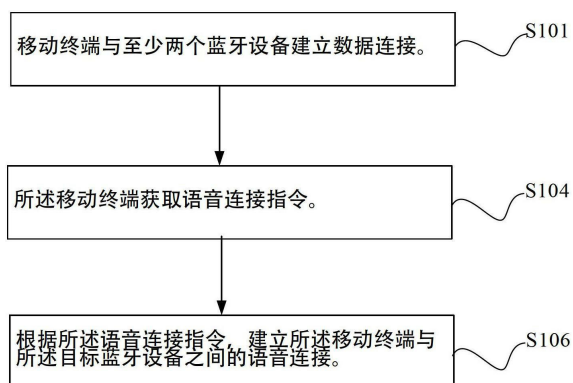 移动终端与至少两个蓝牙设备建立数据连接。
S101
所述移动终端获取语音连接指令。
S104
根据所述语音连接指令，建立所述移动终端与
所述目标蓝牙设备之间的语音连接。
S106